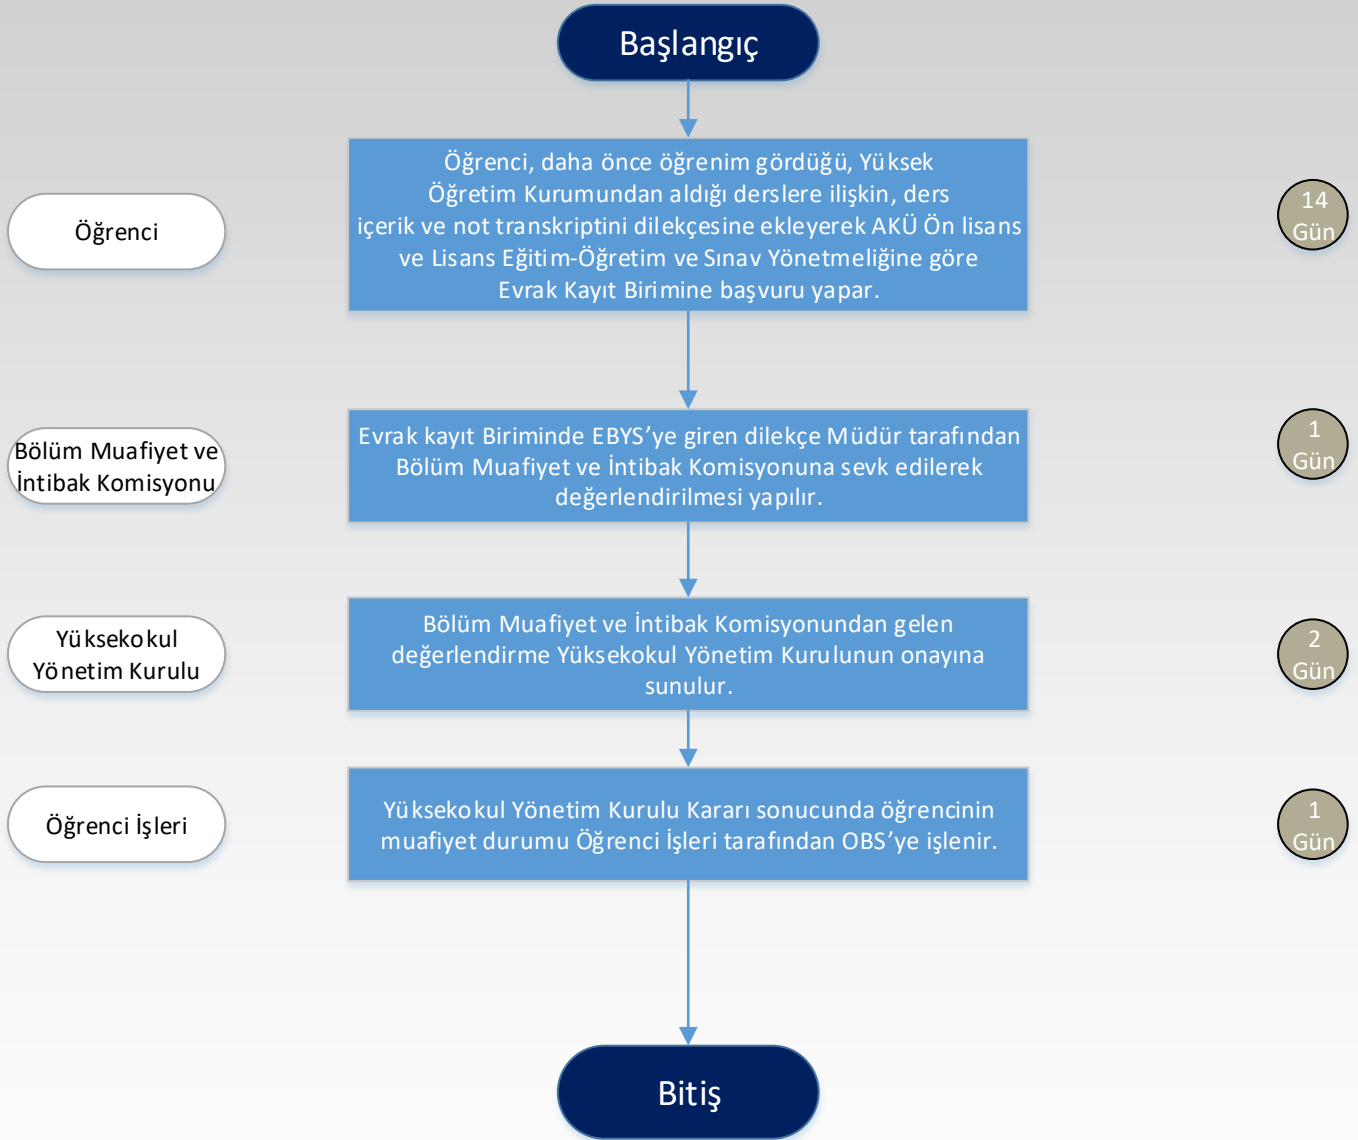 Başlangıç
Öğrenci
Öğrenci, daha önce öğrenim gördüğü, Yüksek
Öğretim Kurumundan aldığı derslere ilişkin, ders
içerik ve not transkriptini dilekçesine ekleyerek AKÜ Ön lisans
ve Lisans Eğitim-Öğretim ve Sınav Yönetmeliğine göre
Evrak Kayıt Birimine başvuru yapar.
14
Gün
Bölüm Muafiyet ve
İntibak Komisyonu
Evrak kayıt Biriminde EBYS’ye giren dilekçe Müdür tarafından
Bölüm Muafiyet ve İntibak Komisyonuna sevk edilerek
değerlendirilmesi yapılır.
1
Gün
Yüksekokul
Yönetim Kurulu
Bölüm Muafiyet ve İntibak Komisyonundan gelen
değerlendirme Yüksekokul Yönetim Kurulunun onayına
sunulur.
2
Gün
Öğrenci İşleri
Yüksekokul Yönetim Kurulu Kararı sonucunda öğrencinin
muafiyet durumu Öğrenci İşleri tarafından OBS’ye işlenir.
1
Gün
Bitiş